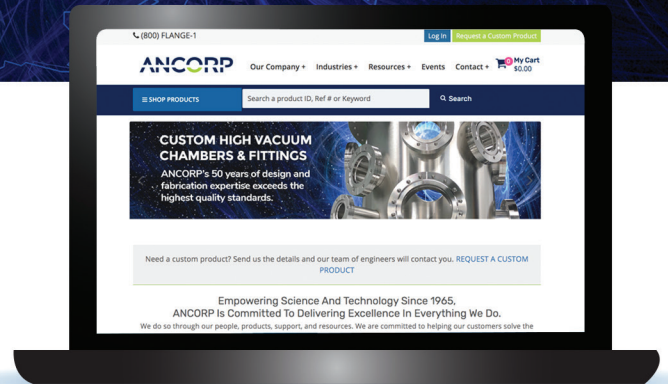 (800) FLANGE-1
Log In
Request a Custom Product
ANCORP
Our Company +
Industries +
Resources +
Events
Contact +
0
My Cart
$0.00
SHOP PRODUCTS
Search a product ID, Ref # or Keyword
Search
CUSTOM HIGH VACUUM
CHAMBERS & FITTINGS
ANCORP's 50 years of design and
fabrication expertise exceeds the
highest quality standards.
Need a custom product? Send us the details and our team of engineers will contact you. REQUEST A CUSTOM
PRODUCT
Empowering Science And Technology Since 1965,
ANCORP Is Committed To Delivering Excellence In Everything We Do.
We do so through our people, products, support, and resources. We are committed to helping our customers solve the